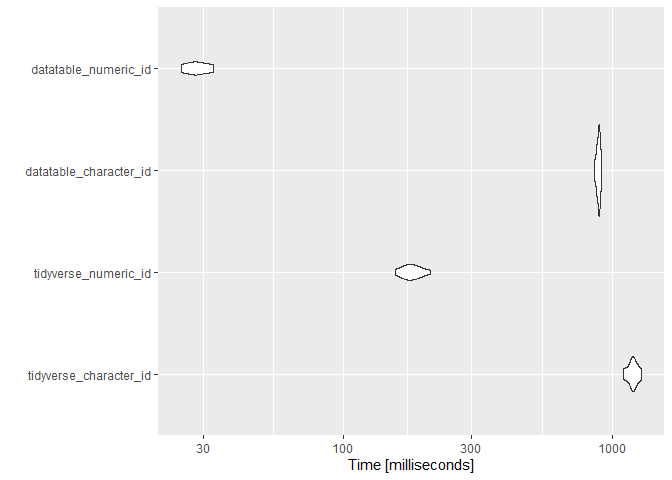 datatable_numeric_id
datatable_character_id
tidyverse_numeric_id
tidyverse_character_id
30 100 300 1000
Time [milliseconds]